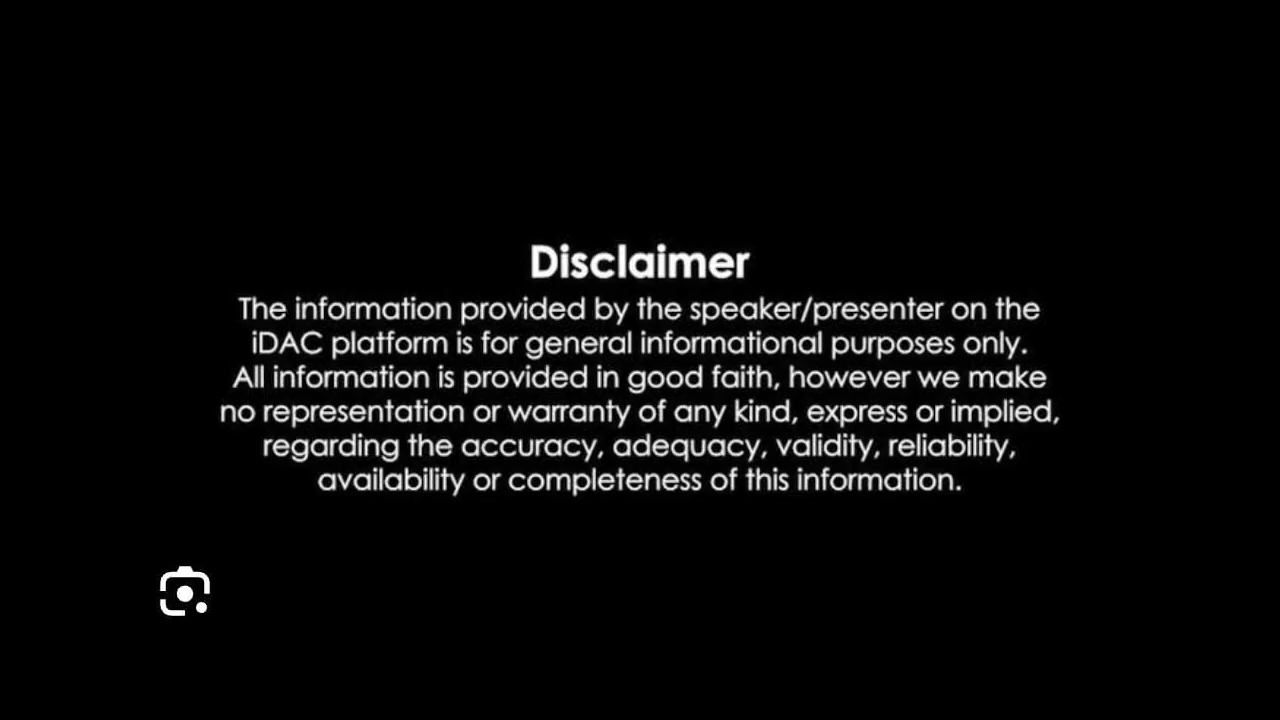 Disclaimer
The information provided by the speaker/presenter on the
iDAC platform is for general informational purposes only.
All information is provided in good faith, however we make
no representation or warranty of any kind, express or implied,
regarding the accuracy, adequacy, validity, reliability,
availability or completeness of this information.